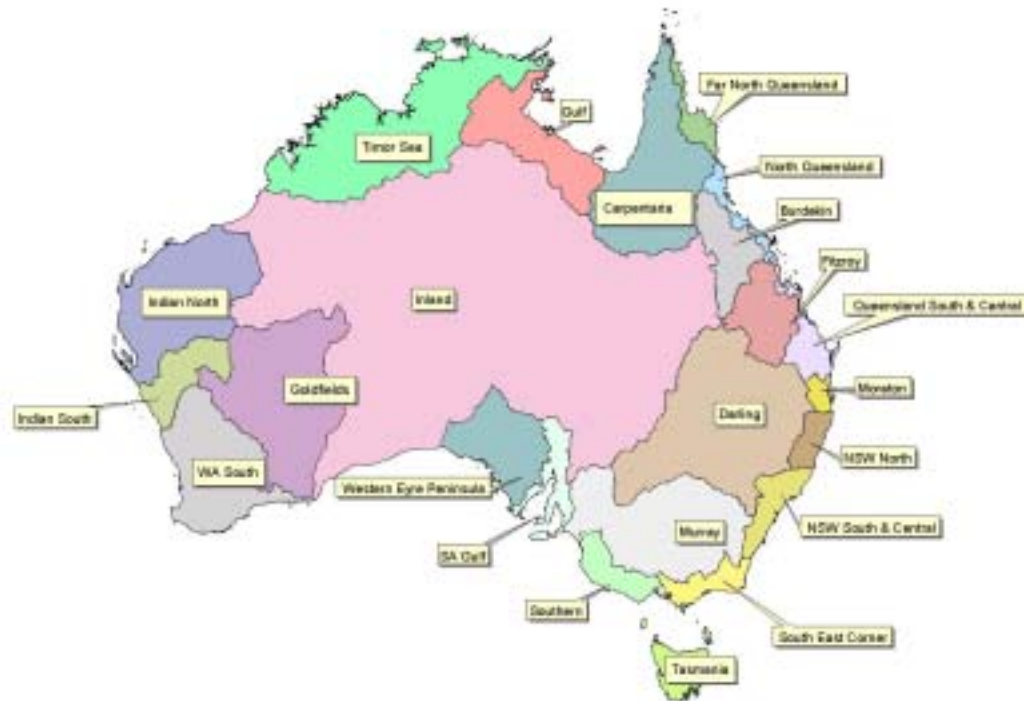 Far North Queensland
Gulf
Timor Sea
North Queensland
Carpentaria
Burdekin
Fitzroy
Indian North
Inland
Queensland South & Central
Goldfields
Moreton
Indian South
Darling
NSW North
WA South
Western Eyre Peninsula
NSW South & Central
Murray
SA Gulf
Southern
South East Corner
Tasmania